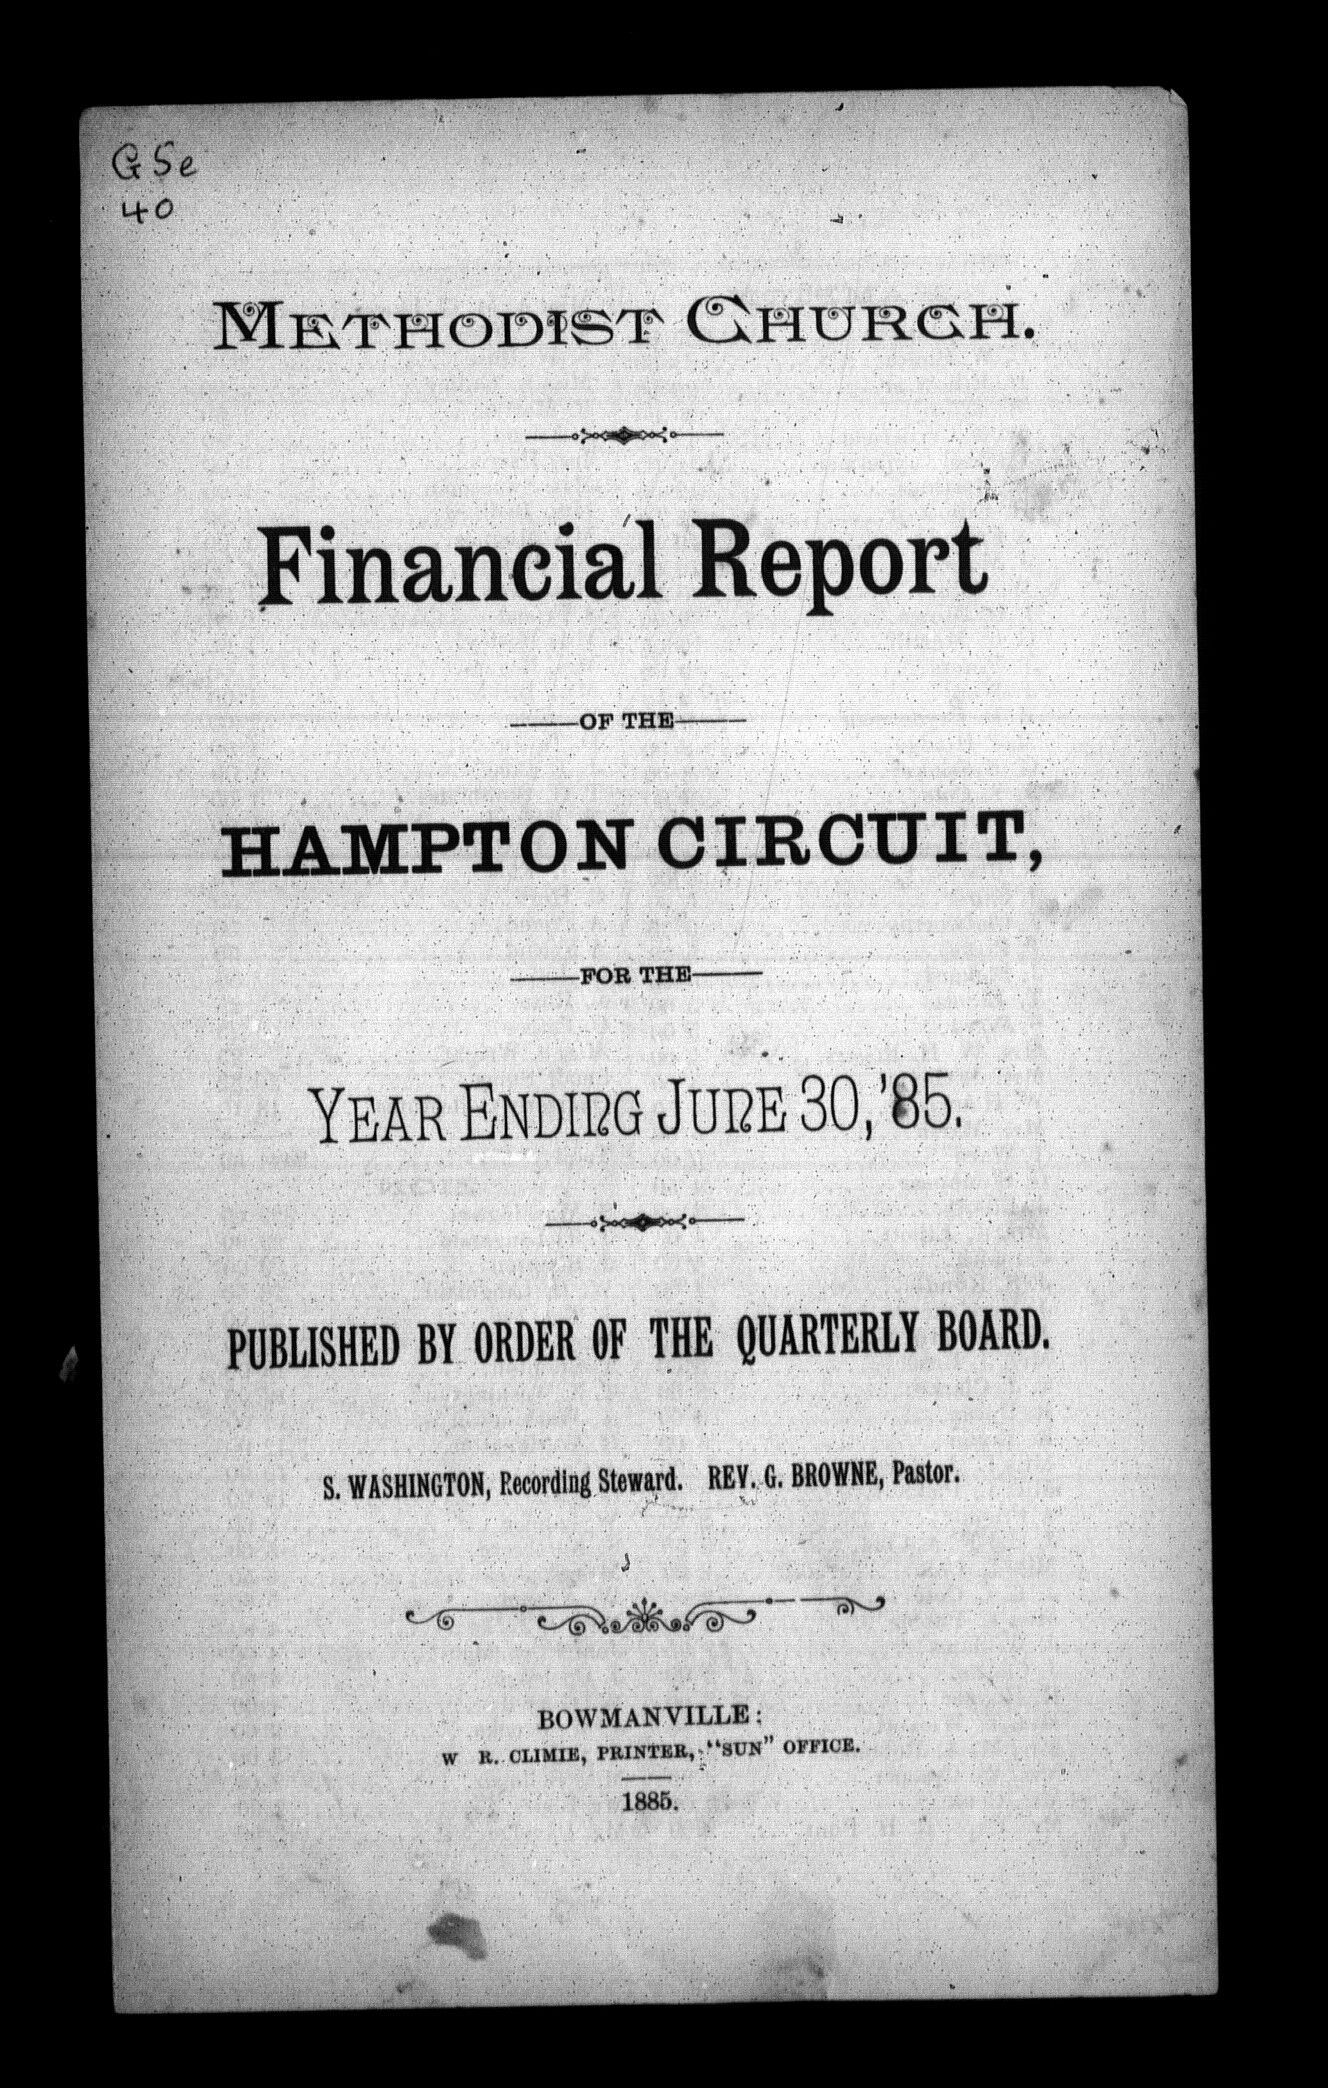 G Se
40
METHODIST CHURCH.
Financial Report
OF THE
HAMPTON CIRCUIT,
FOR THE
YEAR ENDING JUNE 30, '85.
PUBLISHED BY ORDER OF THE QUARTERLY BOARD.
S. WASHINGTON, Recording Steward. REV. G. BROWNE, Pastor.
BOWMANVILLE:
W R. CLIMIE, PRINTER, "SUN" OFFICE.
1885.